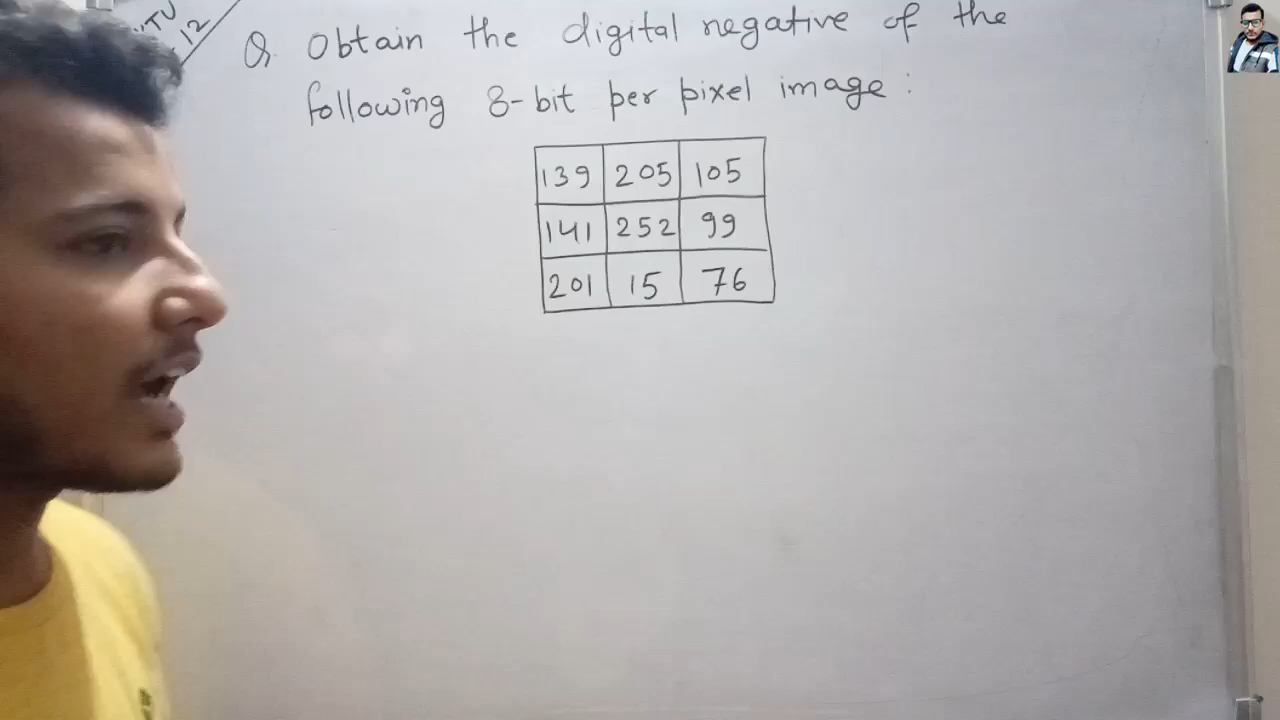 12
Q. Obtain the digital negative of the
following 8-bit per pixel image :
139 205 105
141 252 99
201 15 76